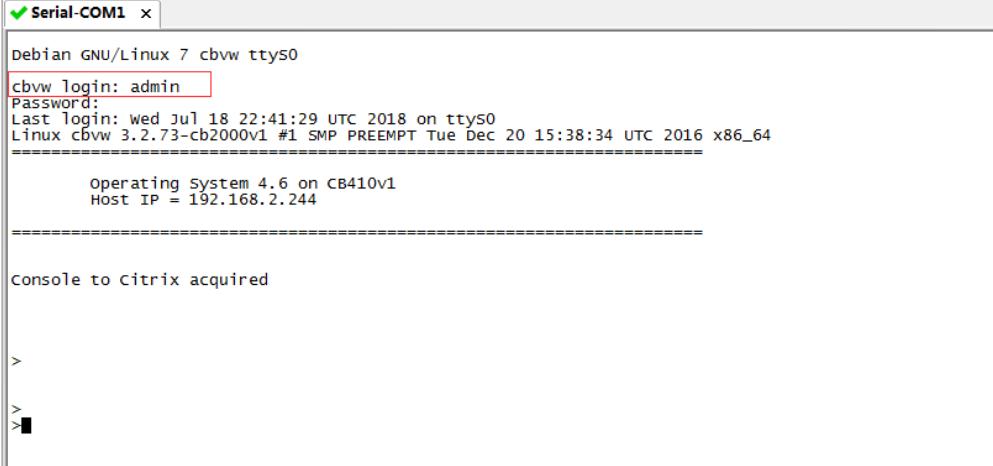 Serial-COM1 x
Debian GNU/Linux 7 cbvw ttyS0
cbvw login: admin
Password:
Last login: Wed Jul 18 22:41:29 UTC 2018 on ttyS0
Linux cbvw 3.2.73-cb2000v1 #1 SMP PREEMPT Tue Dec 20 15:38:34 UTC 2016 x86_64
======================================================================
Operating System 4.6 on CB410v1
Host IP = 192.168.2.244
======================================================================
Console to Citrix acquired
>
>
>